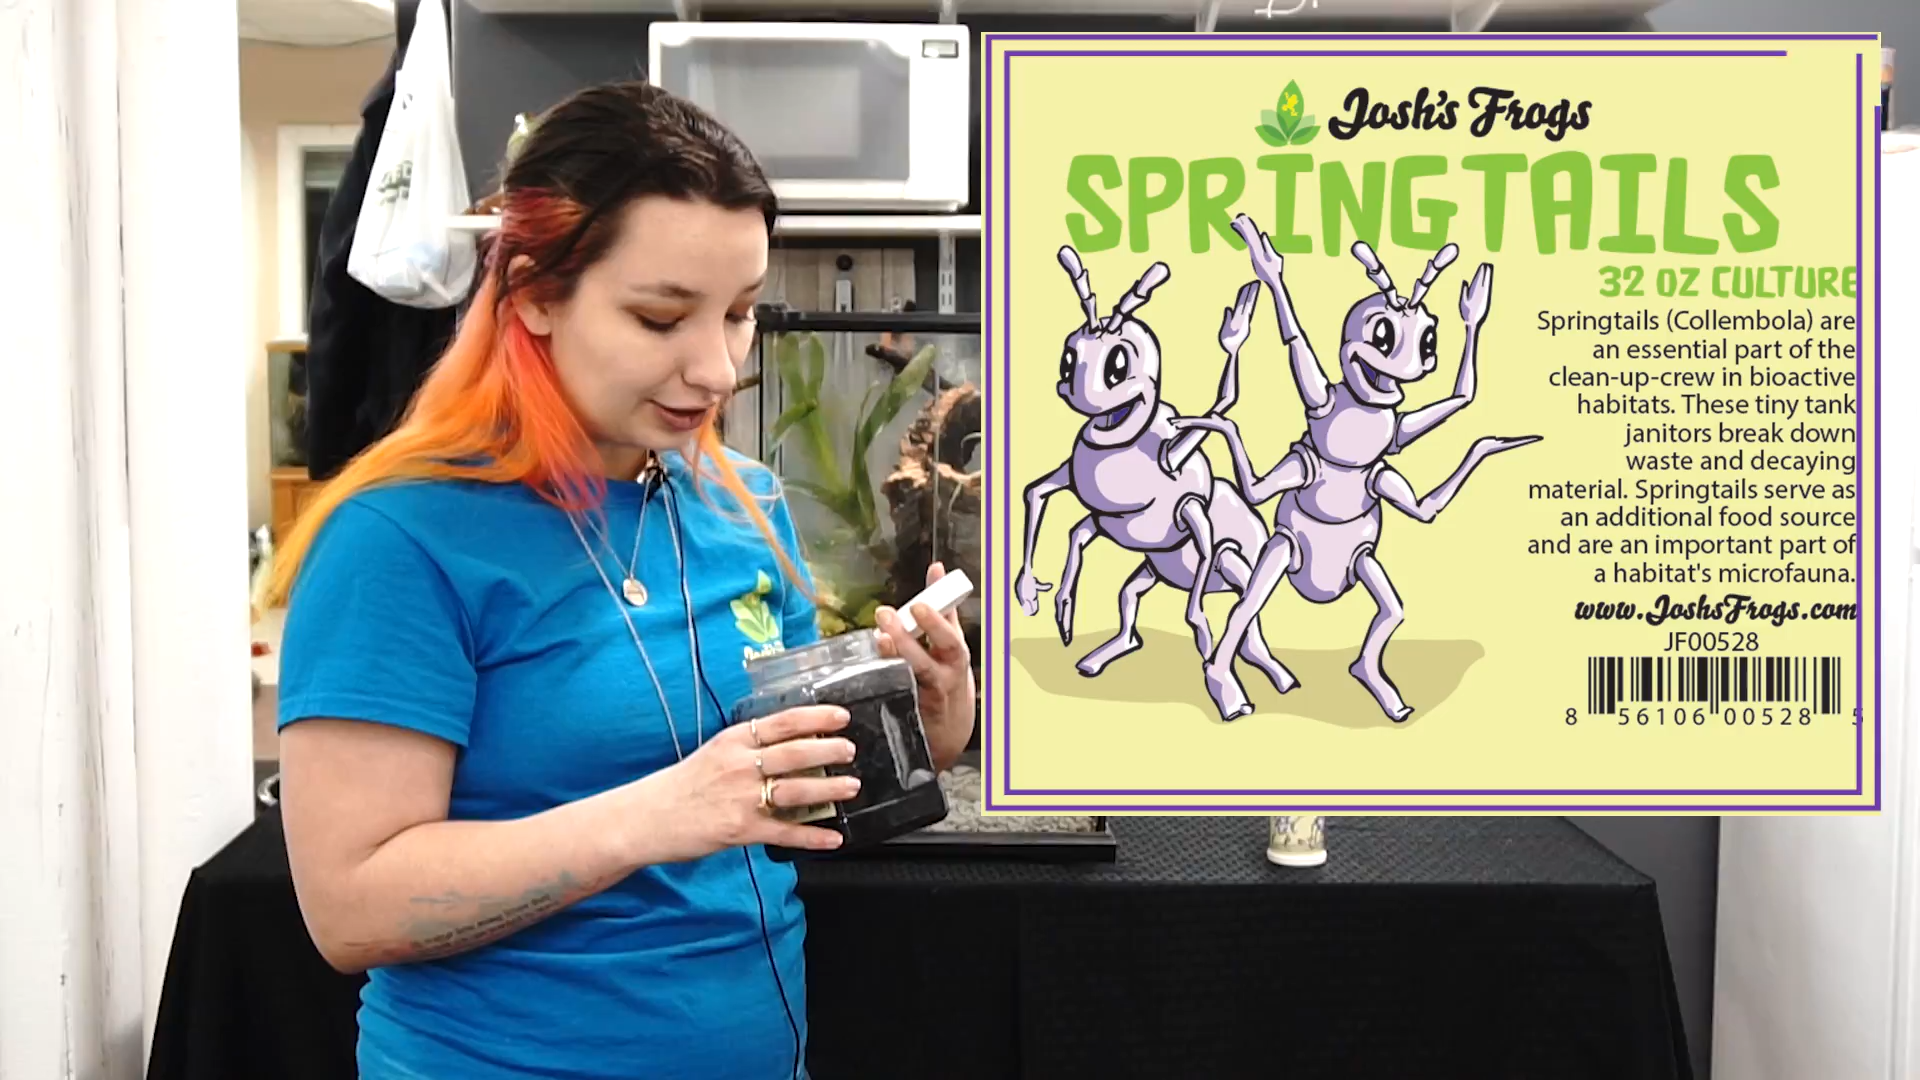 Josh's Frogs
SPRINGTAILS
32 OZ CULTURE
Springtails (Collembola) are
an essential part of the
clean-up-crew in bioactive
habitats. These tiny tank
janitors break down
waste and decaying
material. Springtails serve as
an additional food source
and are an important part of
a habitat's microfauna.
www.JoshsFrogs.com
JF00528
8 56106 00528 5